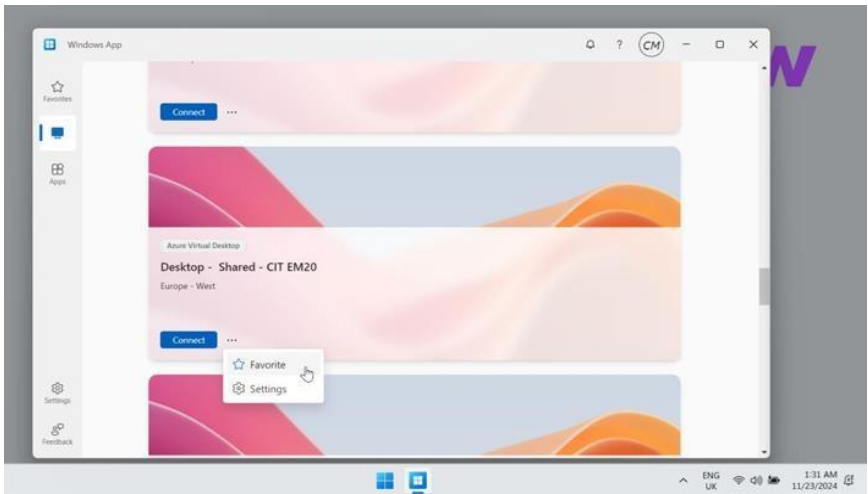 Windows App
?
CM
W
Favorites
Connect
...
Apps
Azure Virtual Desktop
Desktop - Shared - CIT EM20
Europe - West
Connect
...
Favorite
Settings
Settings
Feedback
ENG
UK
1:31 AM
11/23/2024